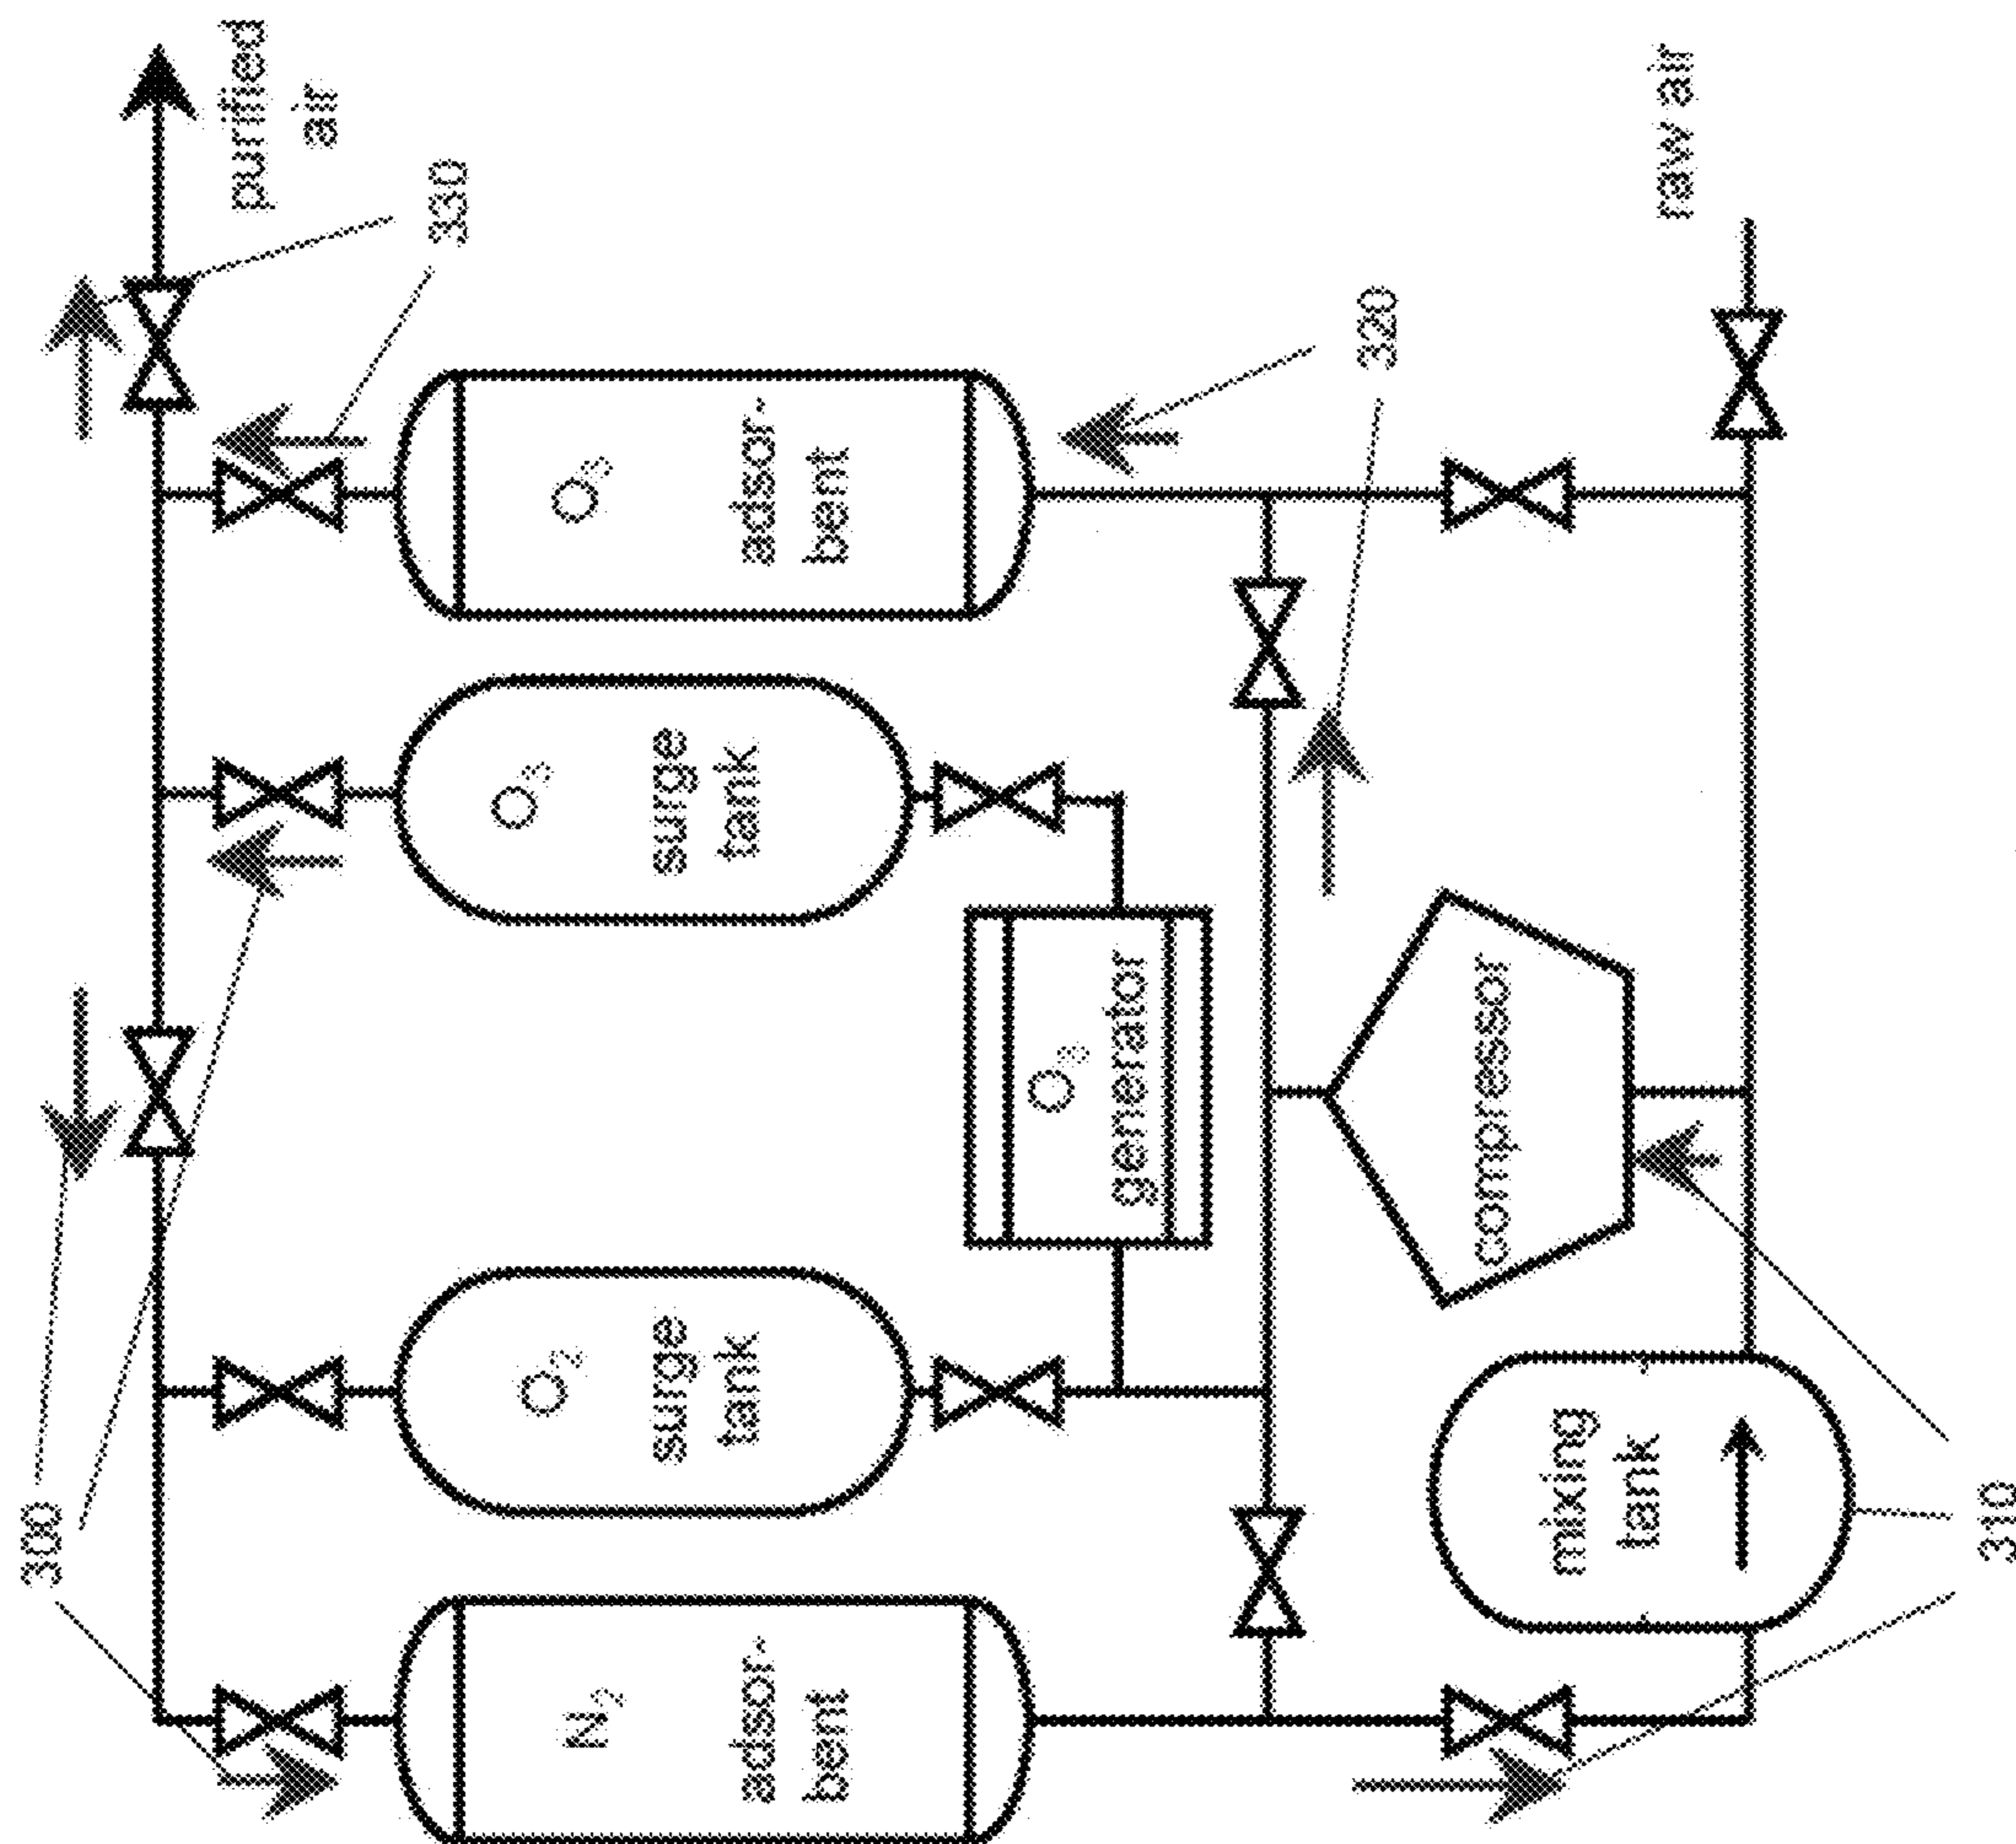 300
purified
air
330
N₂
adsor-
bent
O₂
surge
tank
O₃
surge
tank
O₃
adsor-
bent
O₃
generator
320
compressor
mixing
tank
raw air
310